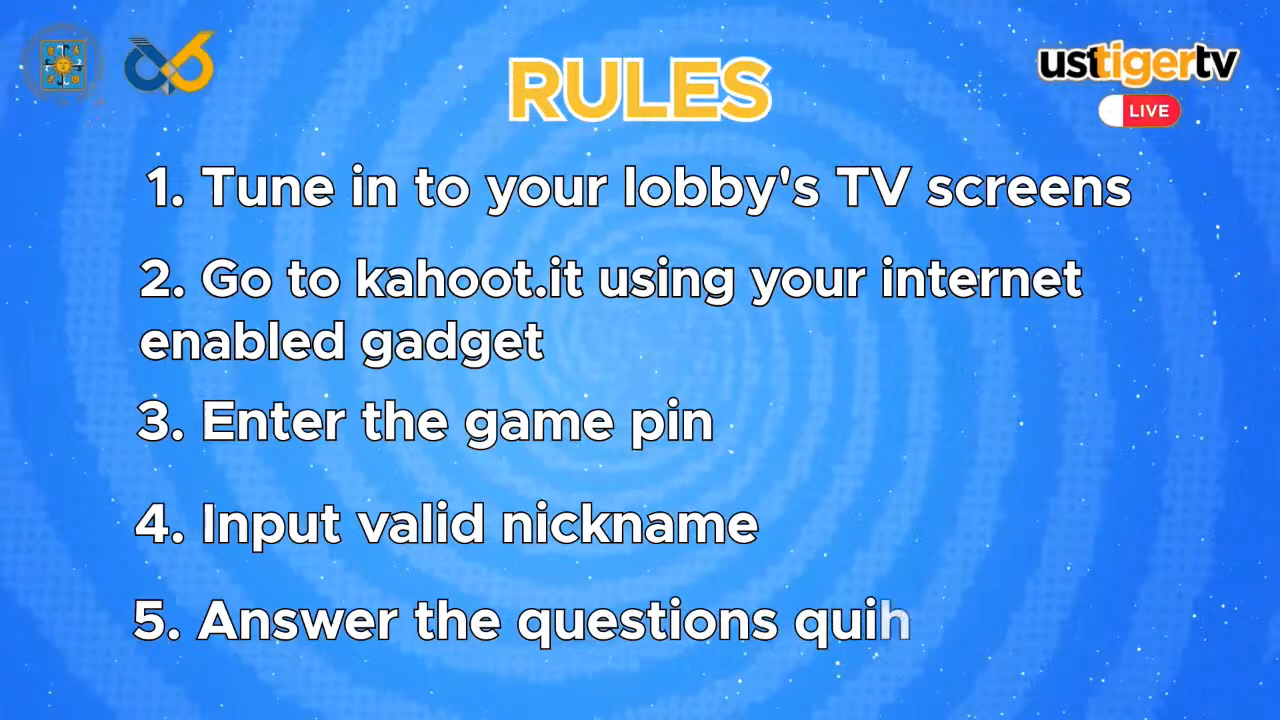 RULES
usttigertv
LIVE
1. Tune in to your lobby's TV screens
2. Go to kahoot.it using your internet
enabled gadget
3. Enter the game pin
4. Input valid nickname
5. Answer the questions quih